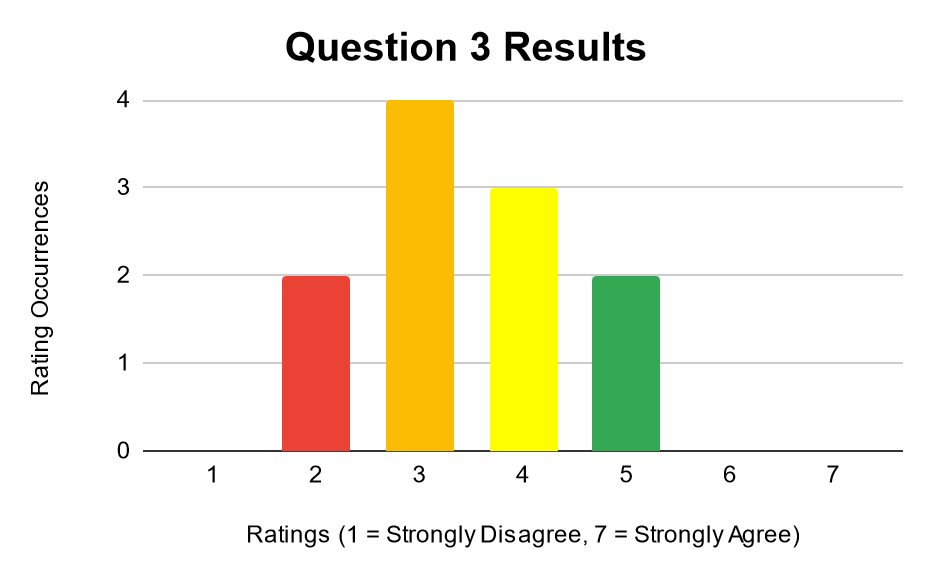 Question 3 Results
Rating Occurrences
4
3
2
1
0
1 2 3 4 5 6 7
Ratings (1 = Strongly Disagree, 7 = Strongly Agree)